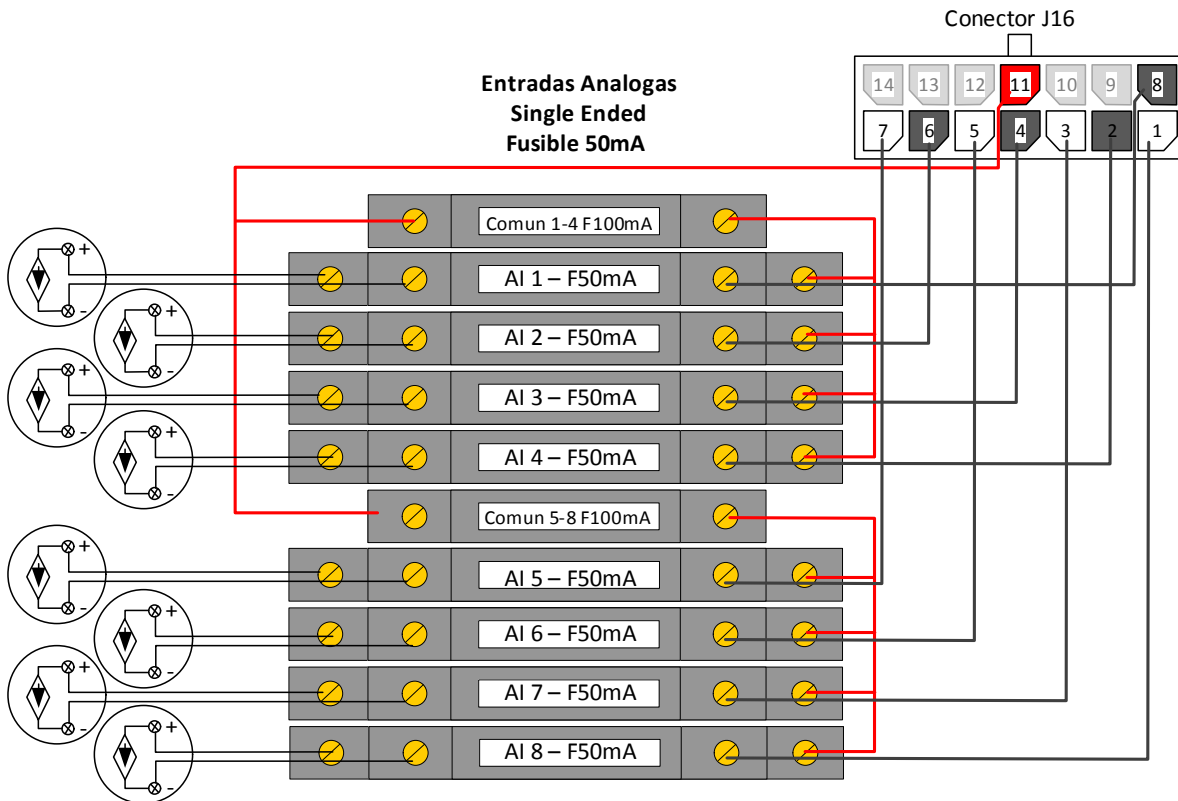 Conector J16
14 13 12 11 10 9 8
7 6 5 4 3 2 1
Entradas Analogas
Single Ended
Fusible 50mA
Comun 1-4 F100mA
+
-
AI 1 – F50mA
+
-
AI 2 – F50mA
+
-
AI 3 – F50mA
+
-
AI 4 – F50mA
Comun 5-8 F100mA
+
-
AI 5 – F50mA
+
-
AI 6 – F50mA
+
-
AI 7 – F50mA
+
-
AI 8 – F50mA